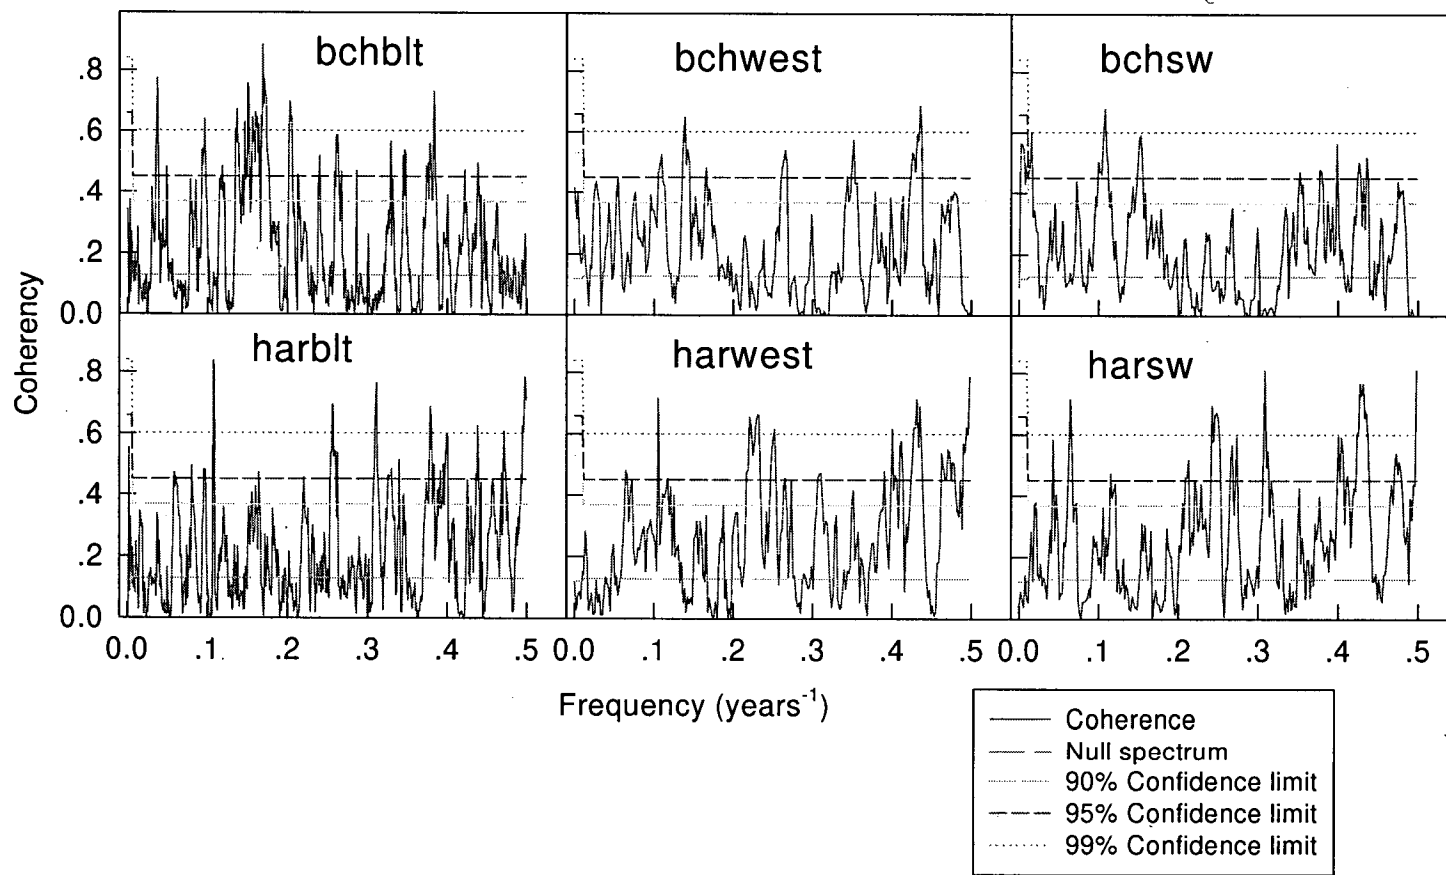 bchblt
bchwest
bchsw
.8
.6
.4
.2
0.0
Coherency
harblt
harwest
harsw
.8
.6
.4
.2
0.0
0.0 .1 .2 .3 .4 .5 0.0 .1 .2 .3 .4 .5 0.0 .1 .2 .3 .4 .5
Frequency (years-1)
Coherence
Null spectrum
90% Confidence limit
95% Confidence limit
99% Confidence limit